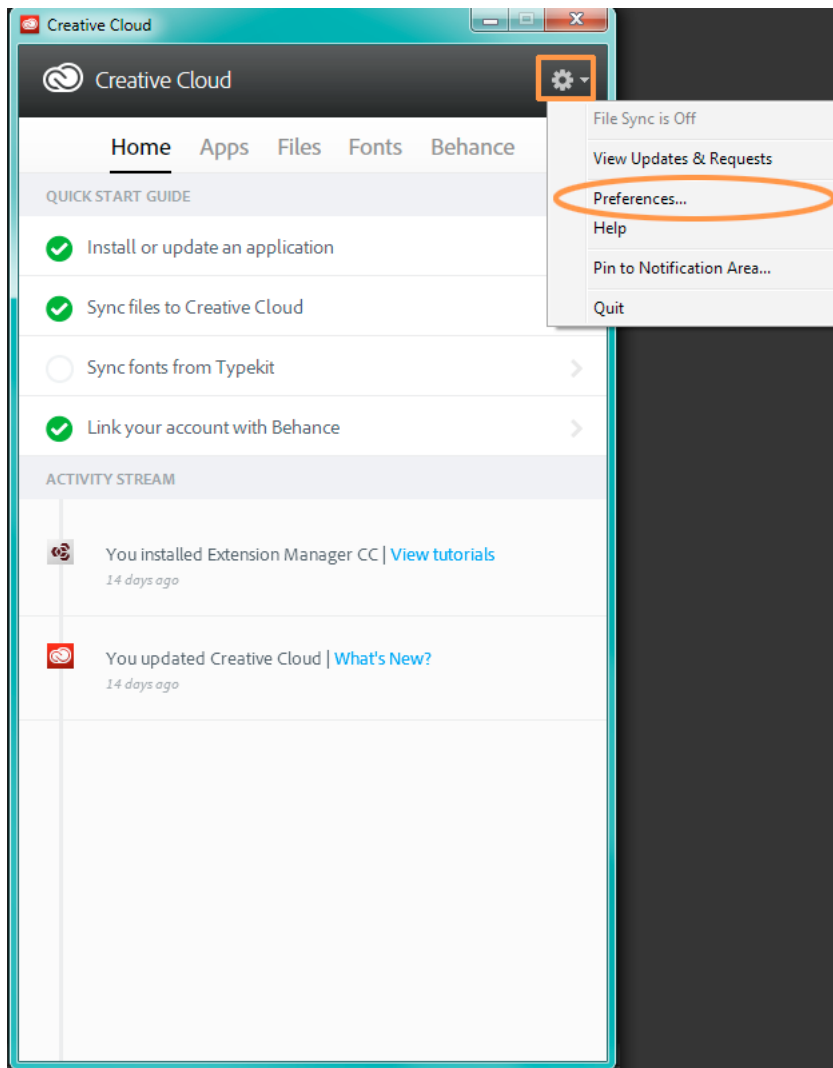 Creative Cloud
Creative Cloud
File Sync is Off
Home Apps Files Fonts Behance
View Updates & Requests
QUICK START GUIDE
Preferences...
Help
Install or update an application
Pin to Notification Area...
Sync files to Creative Cloud
Quit
Sync fonts from Typekit
Link your account with Behance
ACTIVITY STREAM
You installed Extension Manager CC | View tutorials
14 days ago
You updated Creative Cloud | What's New?
14 days ago